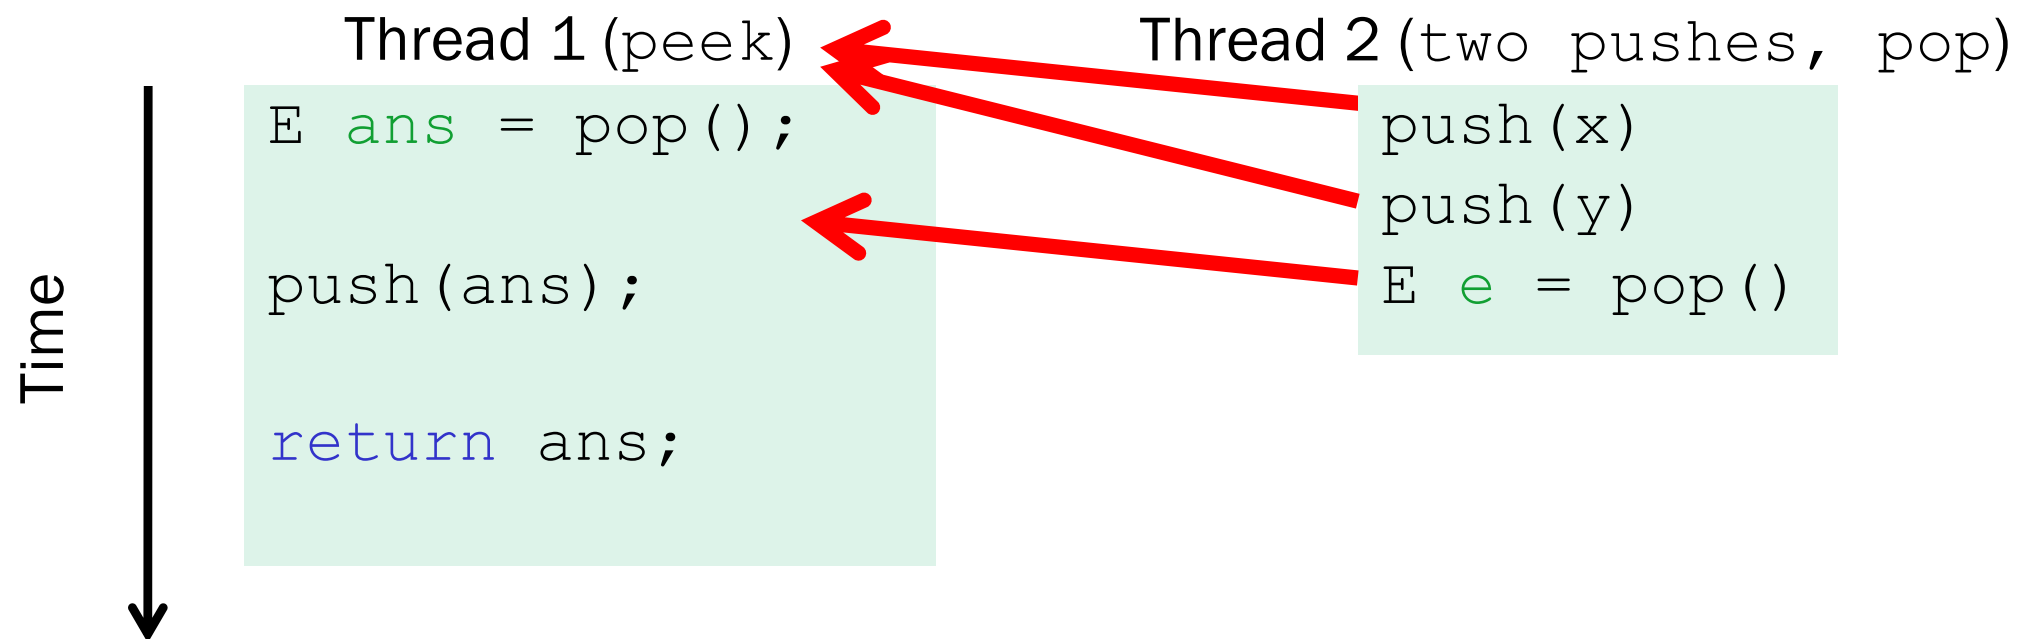 Thread 1 (peek)
E ans = pop();
push(ans);
return ans;
Thread 2 (two pushes, pop)
push(x)
push(y)
E e = pop()
Time